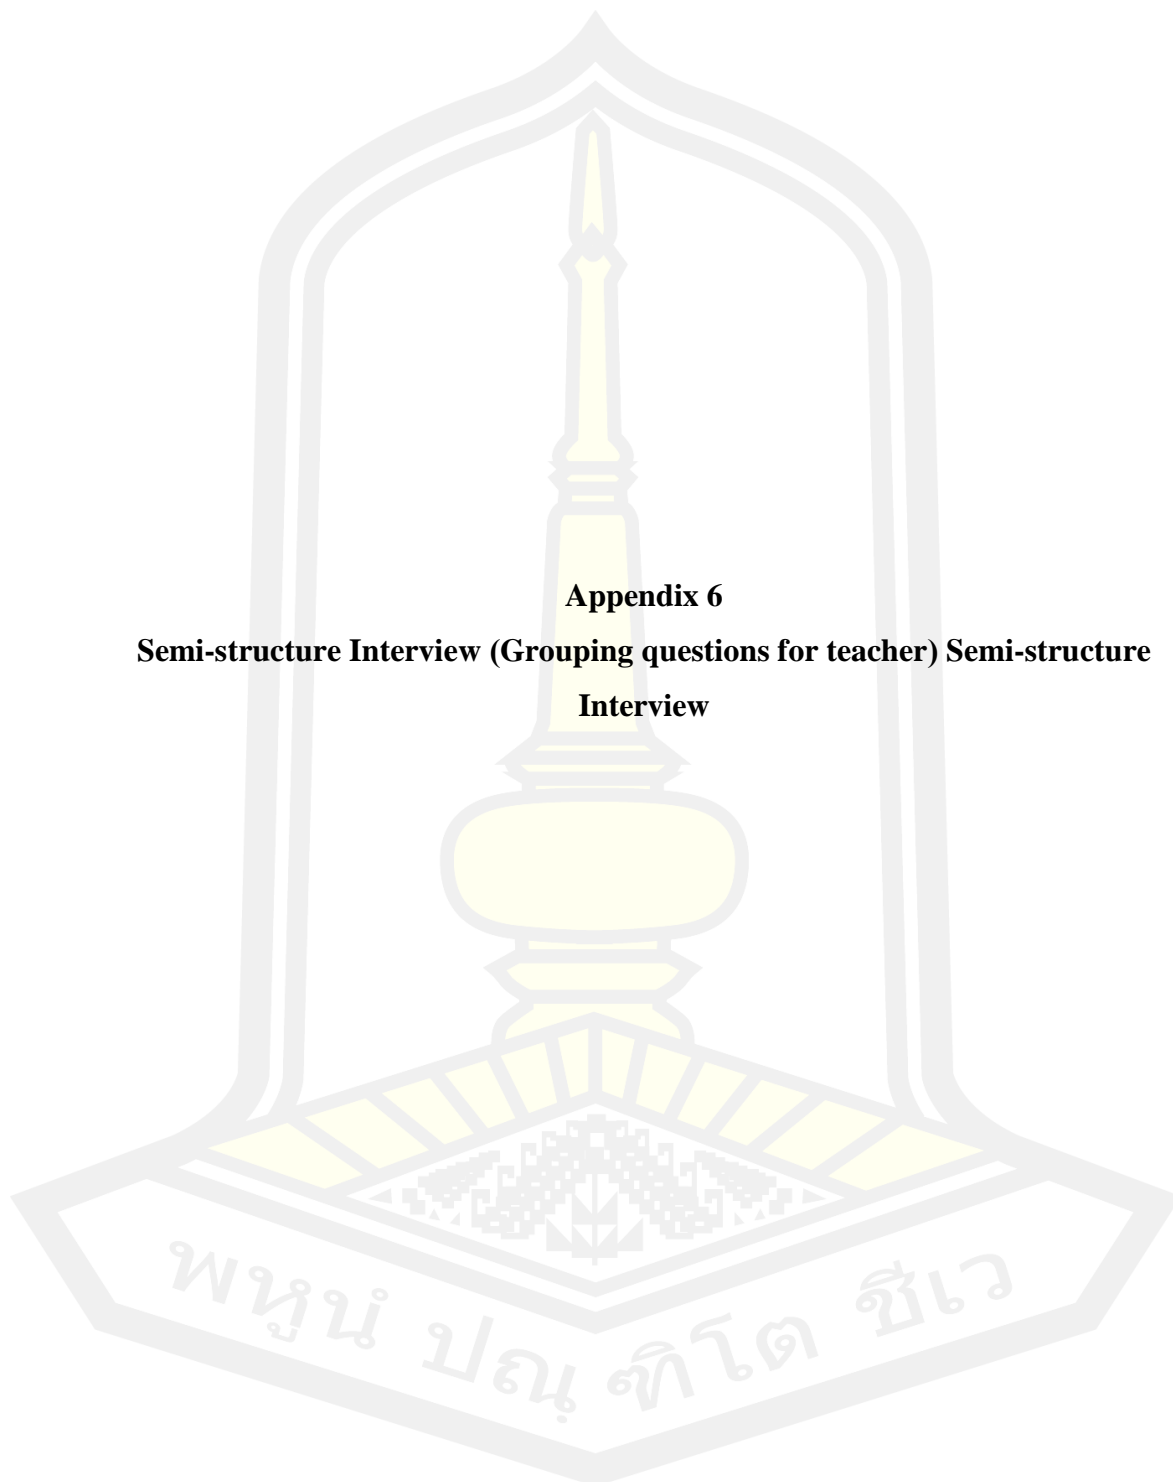 Appendix 6
Semi-structure Interview (Grouping questions for teacher) Semi-structure
Interview
พหูนํ ปณฺฑิโต ชีเว